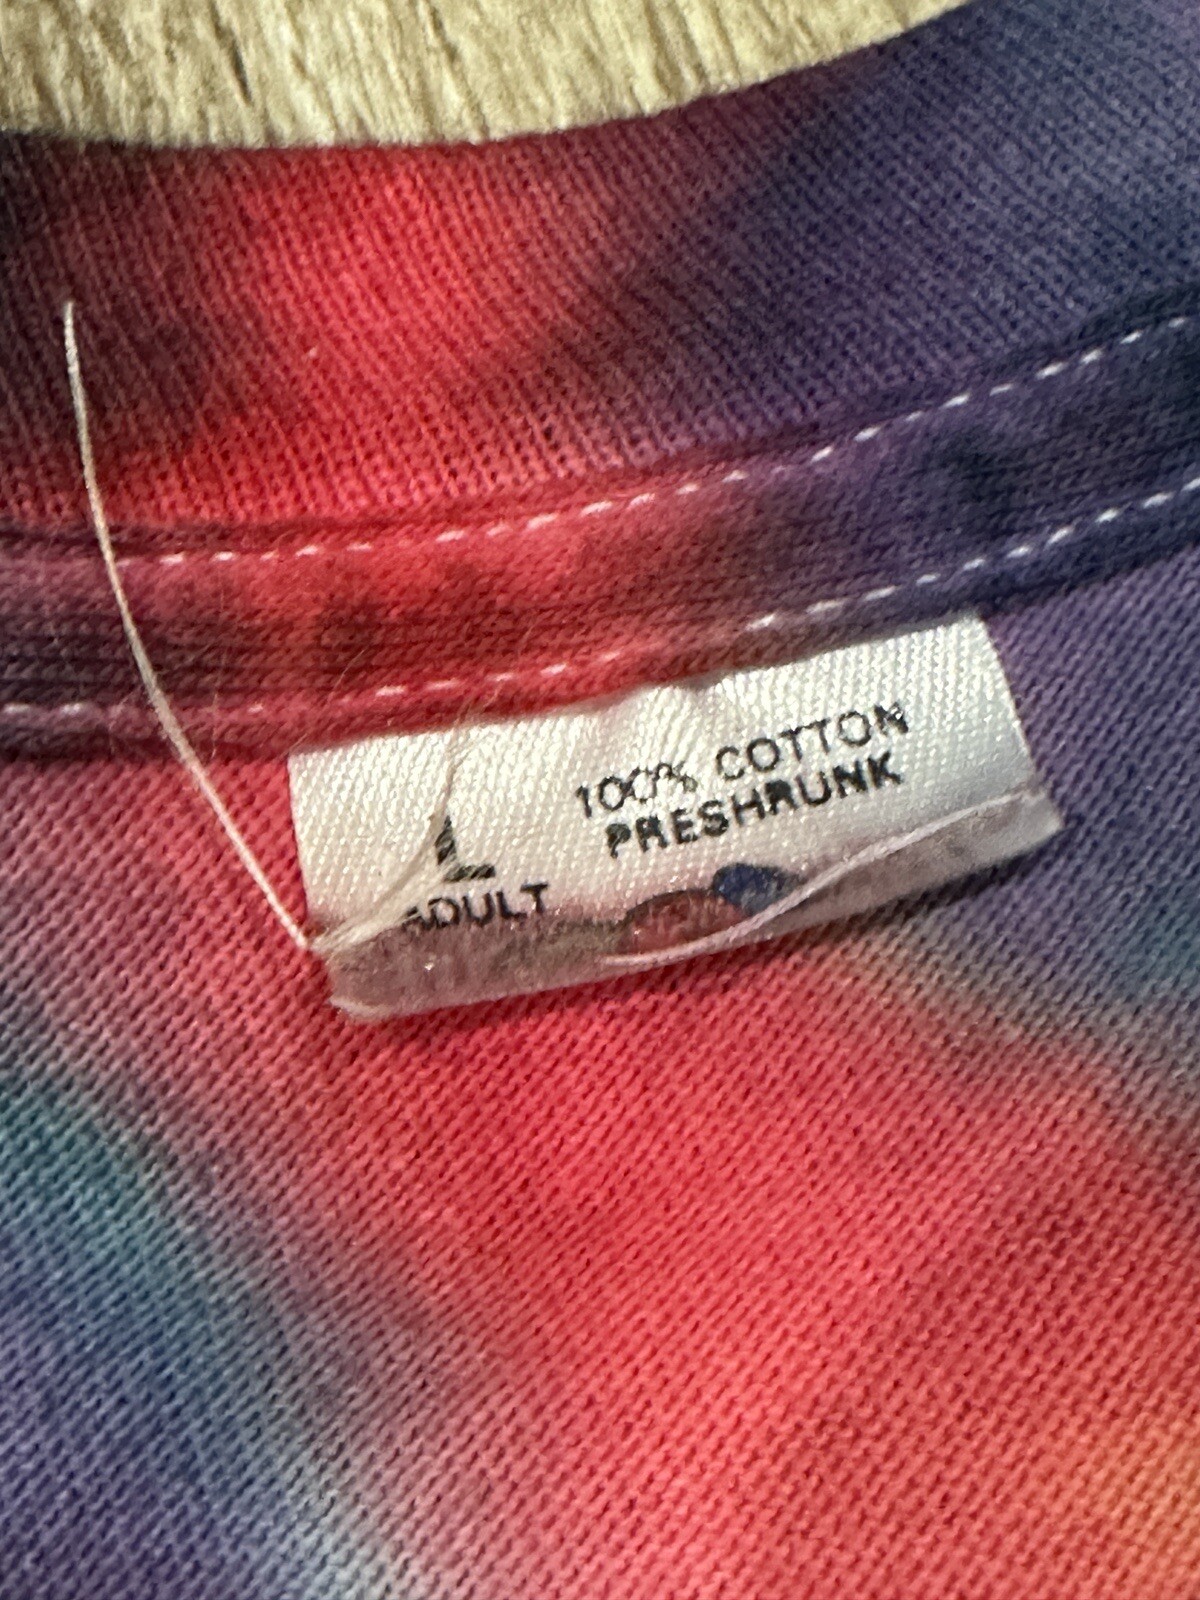 100% COTTON
PRESHRUNK
L
ADULT